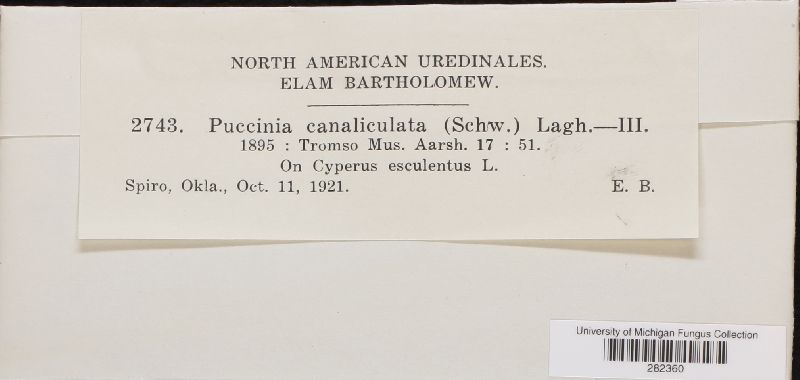 NORTH AMERICAN UREDINALES.
ELAM BARTHOLOMEW.
2743. Puccinia canaliculata (Schw.) Lagh.—III.
1895 : Tromso Mus. Aarsh. 17 : 51.
On Cyperus esculentus L.
Spiro, Okla., Oct. 11, 1921. E. B.
University of Michigan Fungus Collection
282360